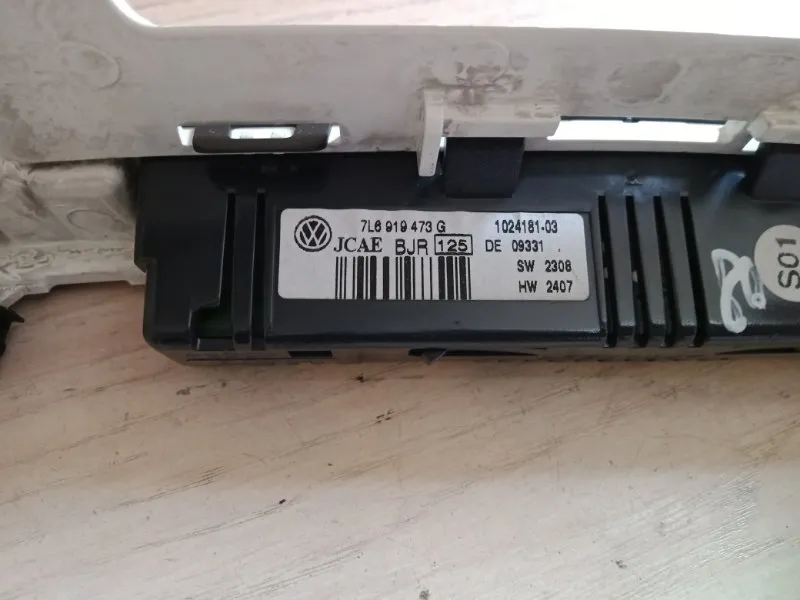 7L6 919 473 G 1024181-03
JCAE BJR 125 DE 09331
SW 2308
HW 2407
S01